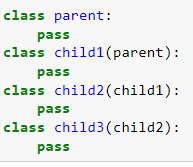 class parent:
    pass
class child1(parent):
    pass
class child2(child1):
    pass
class child3(child2):
    pass